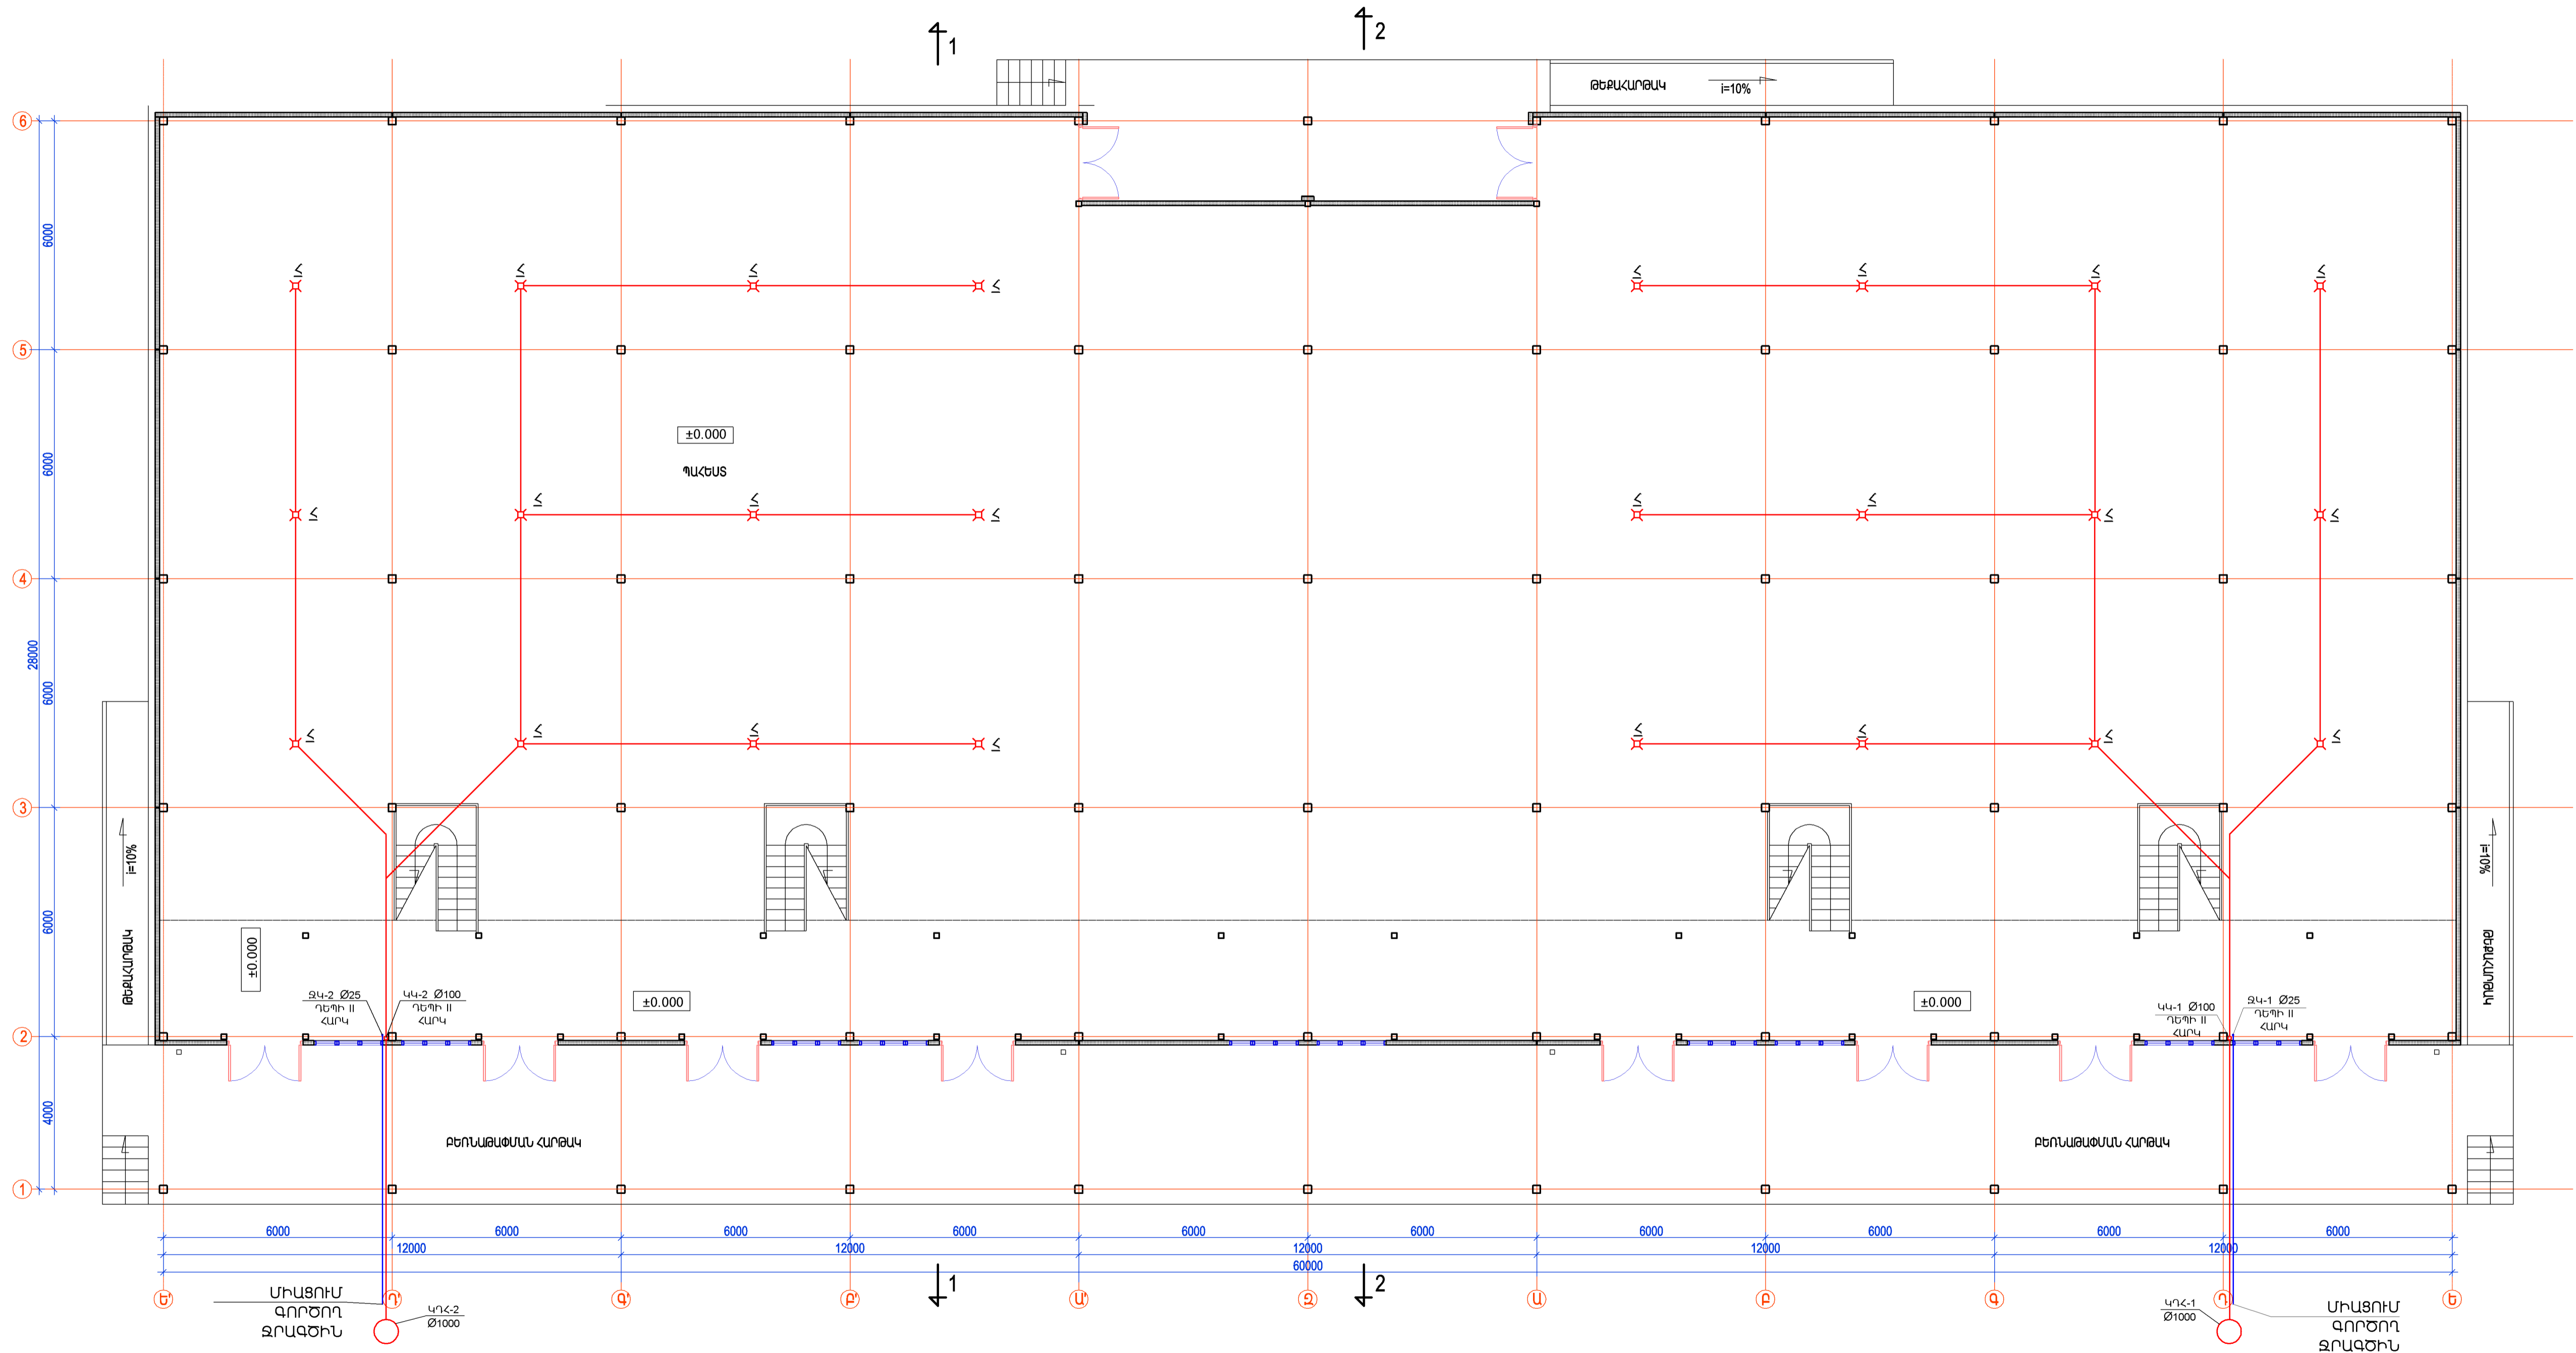 1
2
ԹԵՔԱՀԱՐԹԱԿ
i=10%
6
6000
Հ
Հ
Հ
Հ
Հ
Հ
Հ
Հ
5
±0.000
ՊԱՀԵՍՏ
6000
Հ
Հ
Հ
Հ
Հ
Հ
Հ
Հ
4
28000
6000
Հ
Հ
Հ
Հ
Հ
Հ
Հ
Հ
3
i=10%
i=10%
6000
ԹԵՔԱՀԱՐԹԱԿ
ԹԵՔՀՈՍՈՒԹՈՒ
±0.000
ՋԿ-2 Ø25
ԴԵՊԻ II
ՀԱՐԿ
ԿԿ-2 Ø100
ԴԵՊԻ II
ՀԱՐԿ
±0.000
±0.000
ԿԿ-1 Ø100
ԴԵՊԻ II
ՀԱՐԿ
ՋԿ-1 Ø25
ԴԵՊԻ II
ՀԱՐԿ
2
4000
ԲԵՌՆԱԹԱՓՄԱՆ ՀԱՐԹԱԿ
ԲԵՌՆԱԹԱՓՄԱՆ ՀԱՐԹԱԿ
1
6000 6000 6000 6000 6000 6000 6000 6000 6000 6000
12000 12000 12000 12000 12000
60000
1
2
Ե' Դ' Գ' Բ' Ա' Ջ Ա Բ Գ Դ Ե
ՄԻԱՑՈՒՄ
ԳՈՐԾՈՂ
ՋՐԱԳԾԻՆ
ԿԴՀ-2
Ø1000
ԿԴՀ-1
Ø1000
ՄԻԱՑՈՒՄ
ԳՈՐԾՈՂ
ՋՐԱԳԾԻՆ